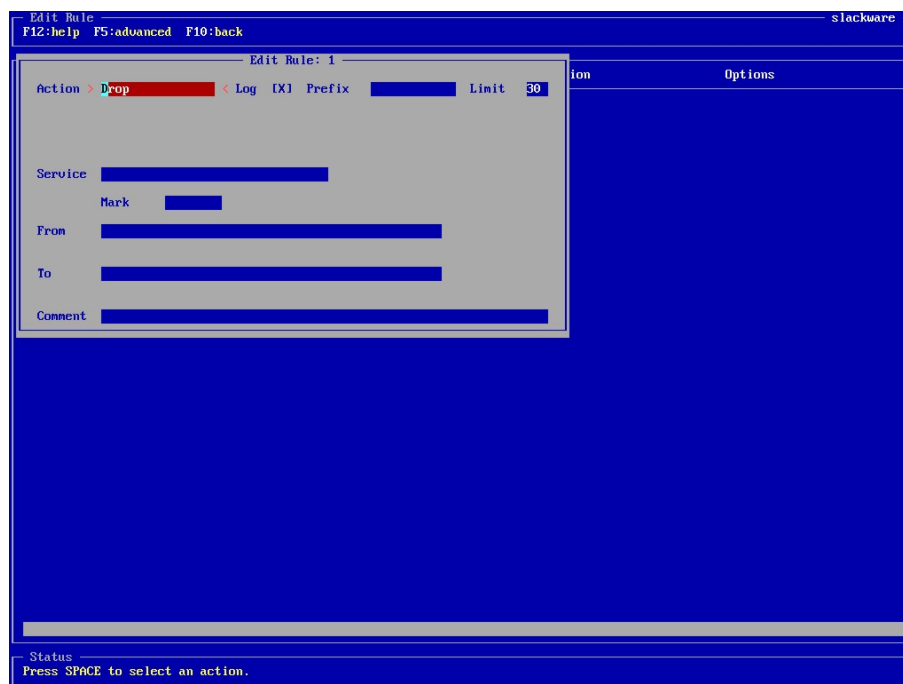 Edit Rule slackware
F12:help F5:advanced F10:back
Edit Rule: 1
ion Options
Action > Drop < Log [X] Prefix Limit 30
Service
Mark
From
To
Comment
Status
Press SPACE to select an action.